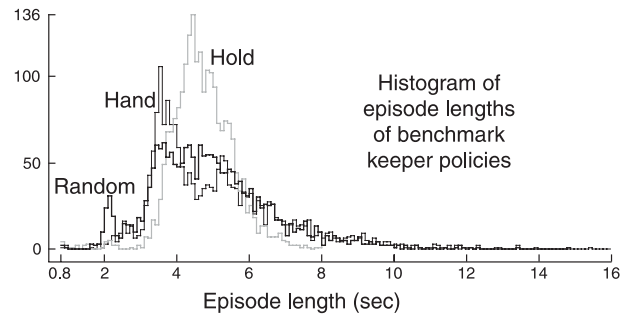 136
100
50
0
Hold
Hand
Random
Histogram of
episode lengths
of benchmark
keeper policies
0.8 2 4 6 8 10 12 14 16
Episode length (sec)